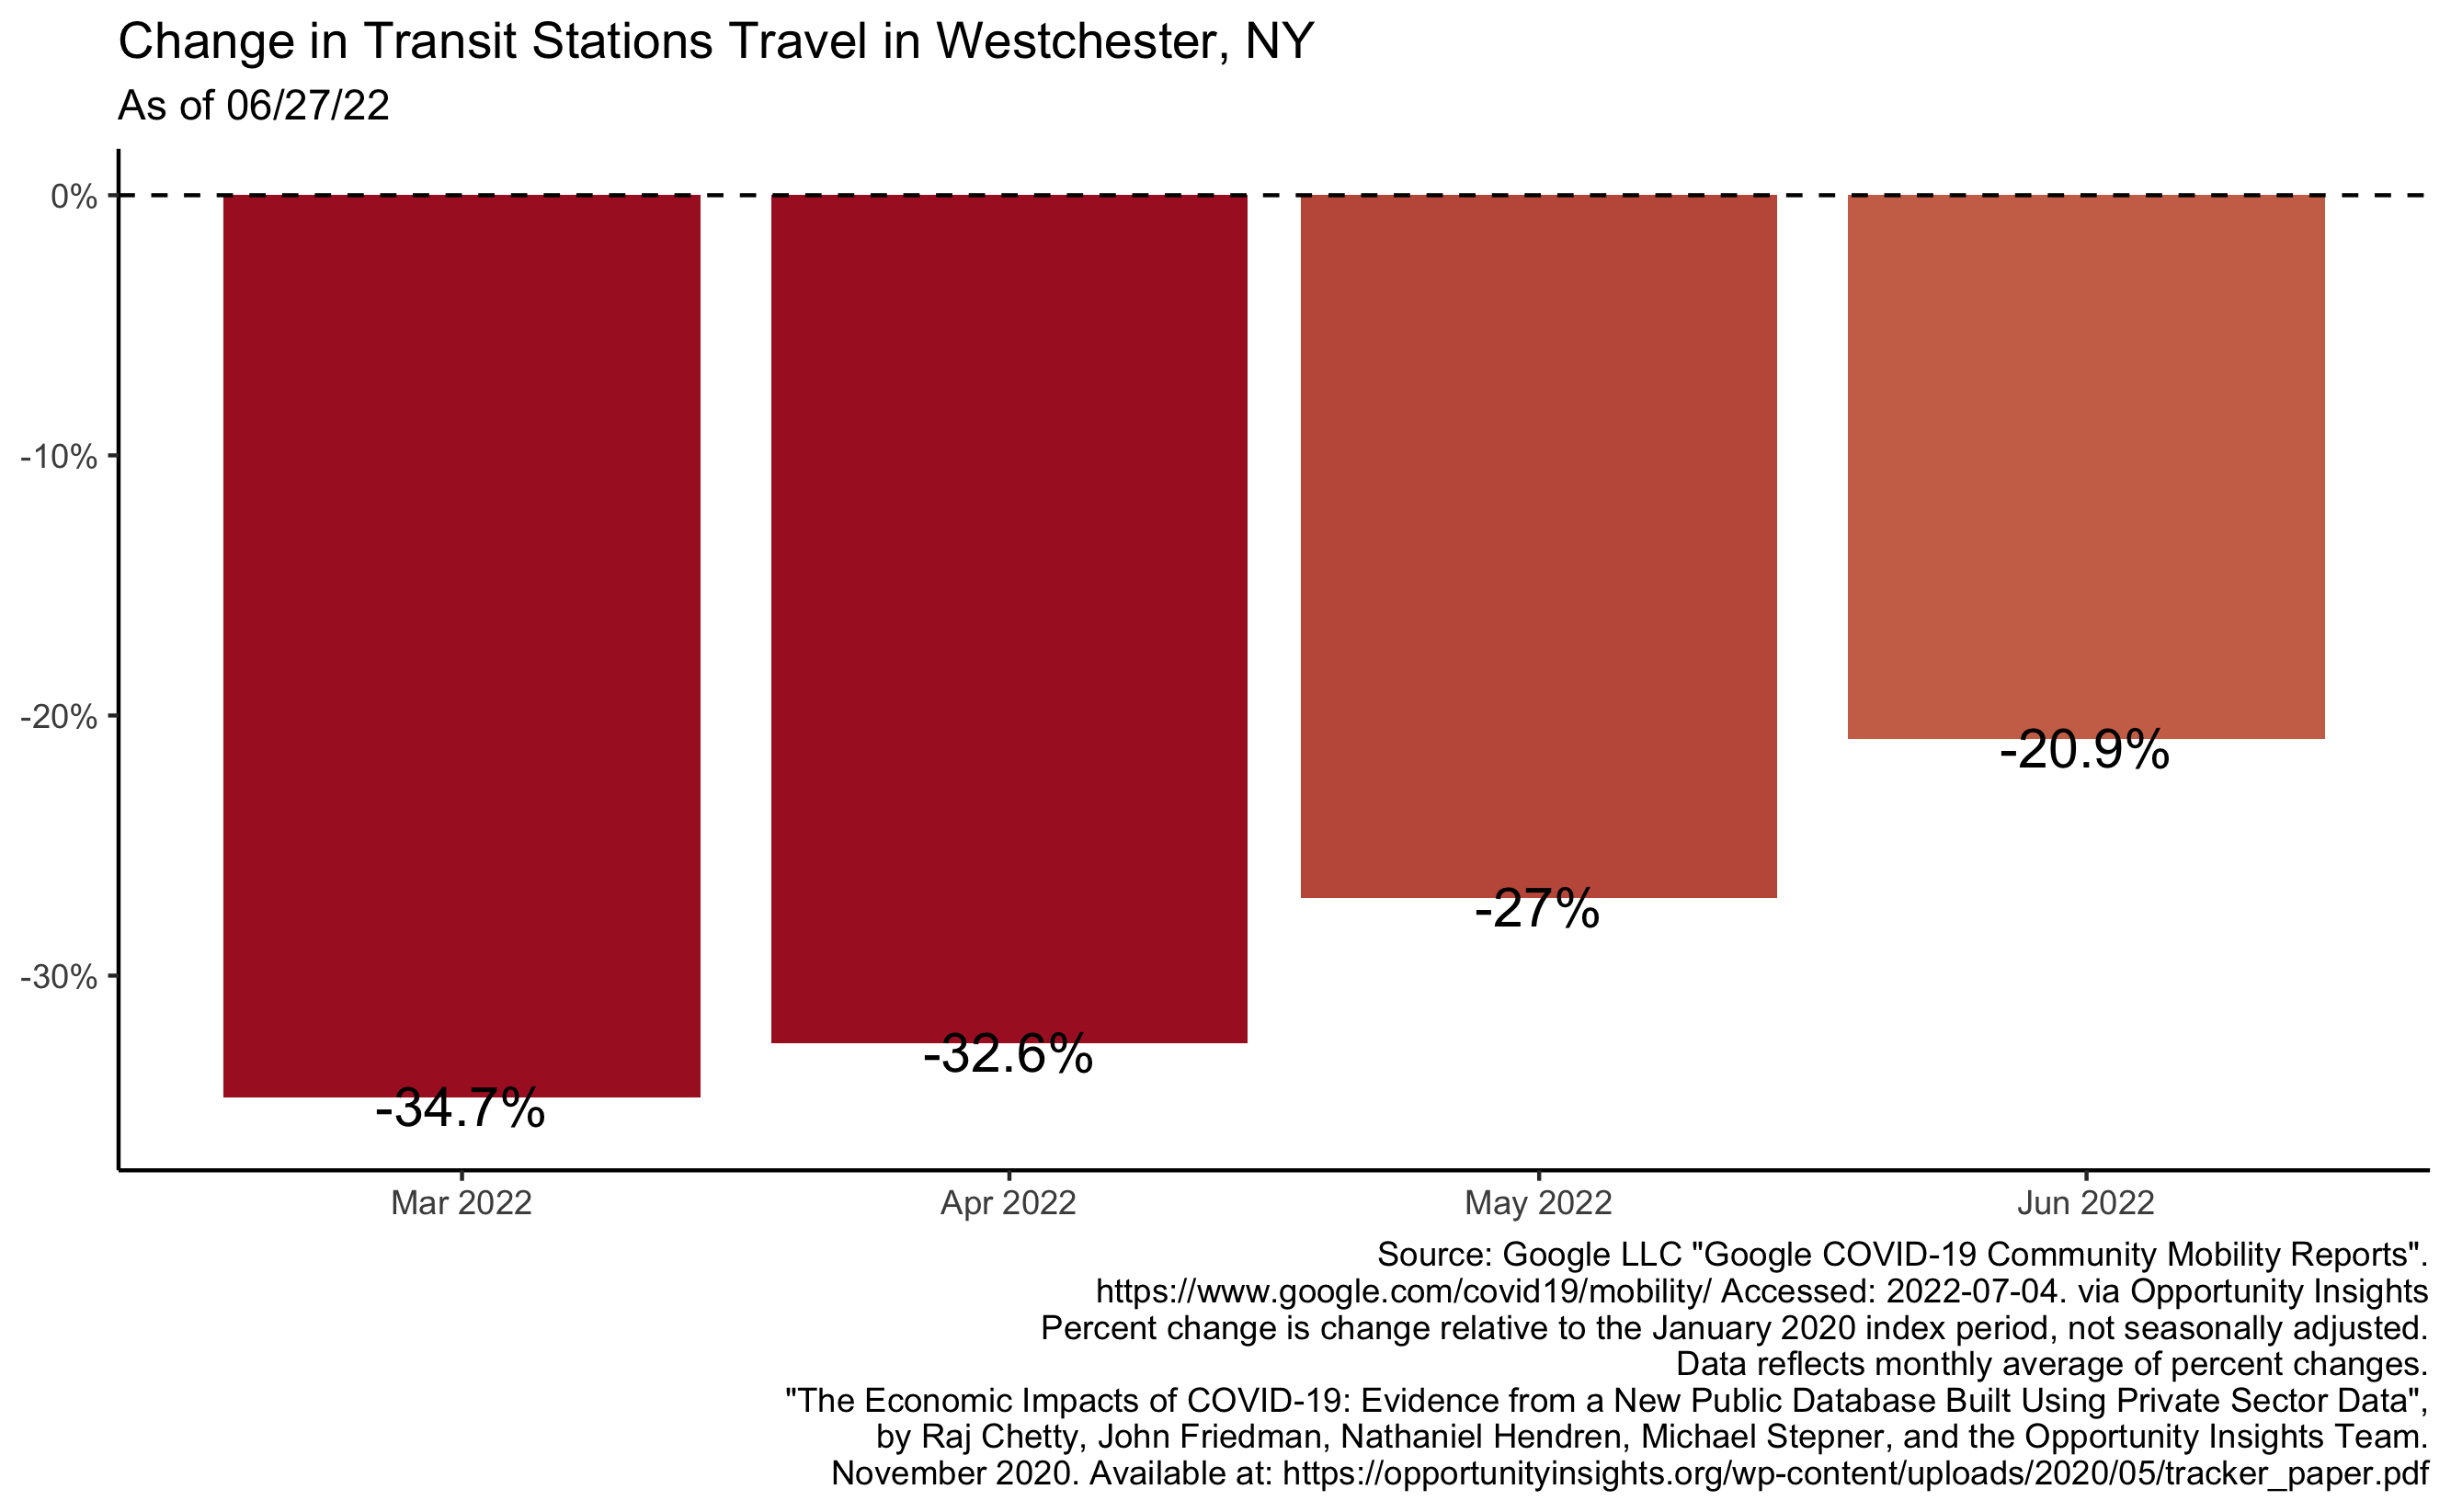 Change in Transit Stations Travel in Westchester, NY
As of 06/27/22
0%
-10%
-20%
-30%
-34.7%
-32.6%
-27%
-20.9%
Mar 2022
Apr 2022
May 2022
Jun 2022
Source: Google LLC "Google COVID-19 Community Mobility Reports".
https://www.google.com/covid19/mobility/ Accessed: 2022-07-04. via Opportunity Insights
Percent change is change relative to the January 2020 index period, not seasonally adjusted.
Data reflects monthly average of percent changes.
"The Economic Impacts of COVID-19: Evidence from a New Public Database Built Using Private Sector Data",
by Raj Chetty, John Friedman, Nathaniel Hendren, Michael Stepner, and the Opportunity Insights Team.
November 2020. Available at: https://opportunityinsights.org/wp-content/uploads/2020/05/tracker_paper.pdf